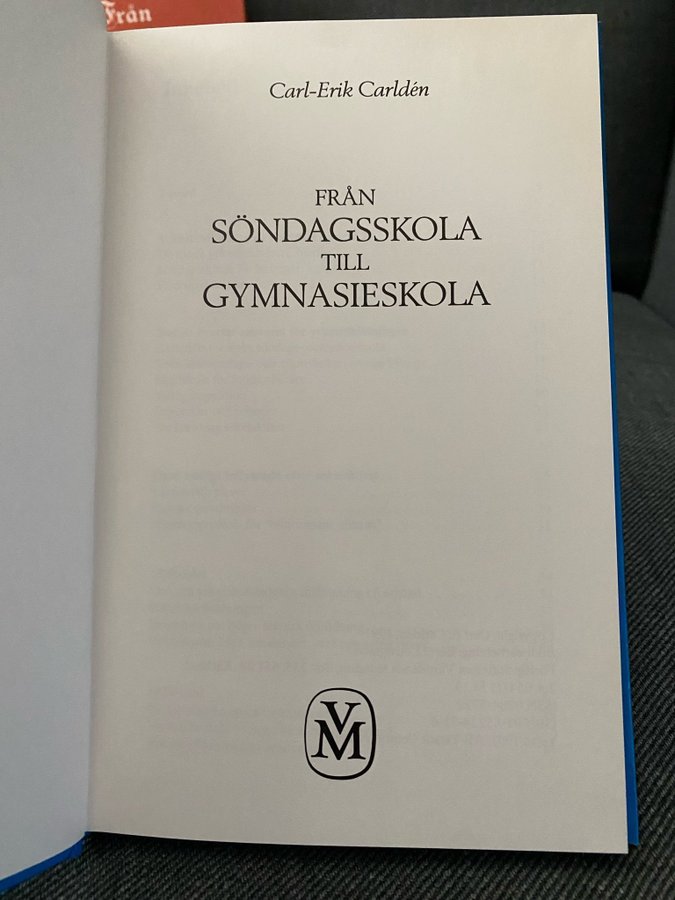 Från
Carl-Erik Carldén
FRÅN
SÖNDAGSSKOLA
TILL
GYMNASIESKOLA
VM